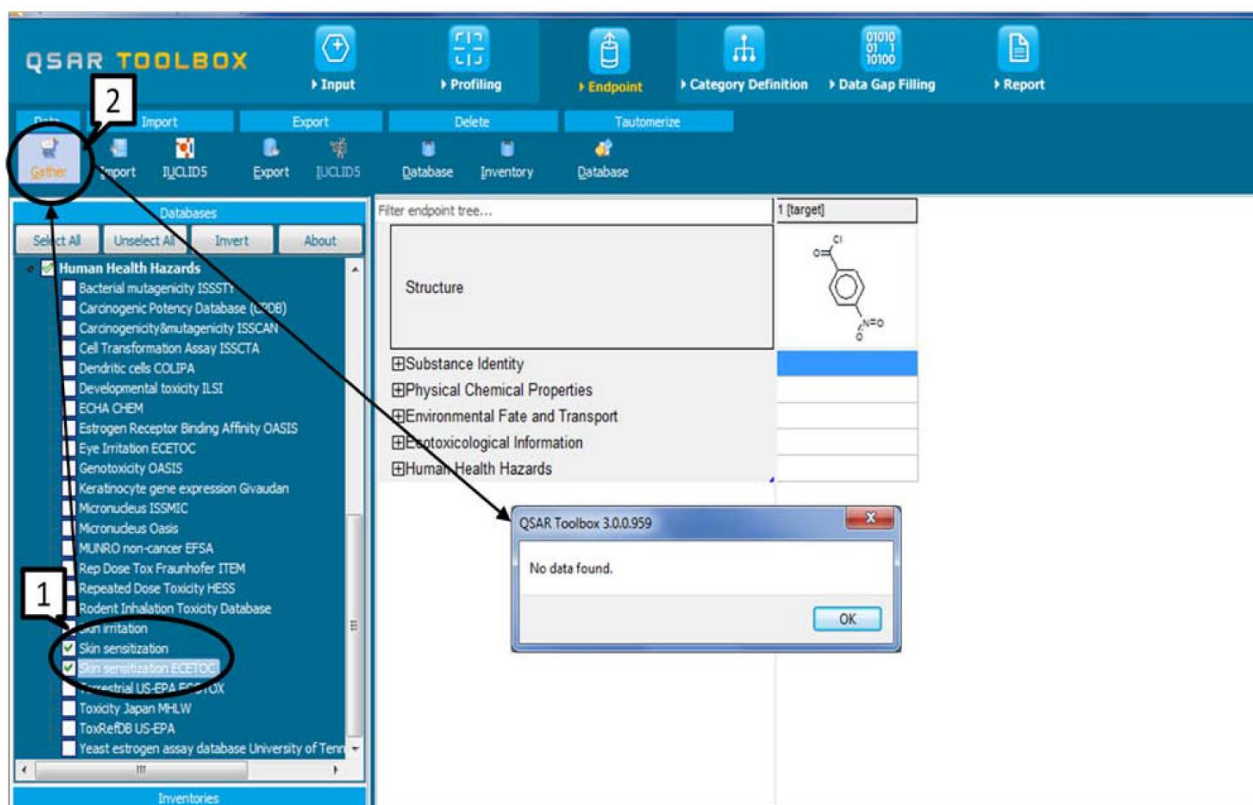 QSAR TOOLBOX
Input
Profiling
Endpoint
Category Definition
Data Gap Filling
Report
01010
01 1
10100
2
Data
Import
Export
Delete
Tautomerize
Gather
Import
IUCLID5
Export
IUCLID5
Database
Inventory
Database
Databases
Select All
Unselect All
Invert
About
Human Health Hazards
Bacterial mutagenicity ISSSTY
Carcinogenic Potency Database (CPDB)
Carcinogenicity&mutagenicity ISSCAN
Cell Transformation Assay ISSCTA
Dendritic cells COLIPA
Developmental toxicity ILSI
ECHA CHEM
Estrogen Receptor Binding Affinity OASIS
Eye Irritation ECETOC
Genotoxicity OASIS
Keratinocyte gene expression Givaudan
Micronucleus ISSMIC
Micronucleus Oasis
MUNRO non-cancer EFSA
Rep Dose Tox Fraunhofer ITEM
Repeated Dose Toxicity HESS
Rodent Inhalation Toxicity Database
1
Skin irritation
Skin sensitization
Skin sensitization ECETOC
Terrestrial US-EPA ECOTOX
Toxicity Japan MHLW
ToxRefDB US-EPA
Yeast estrogen assay database University of Tenn
Inventories
Filter endpoint tree...
1 [target]
Structure
Cl
O
N=O
O
Substance Identity
Physical Chemical Properties
Environmental Fate and Transport
Ecotoxicological Information
Human Health Hazards
QSAR Toolbox 3.0.0.959
No data found.
OK